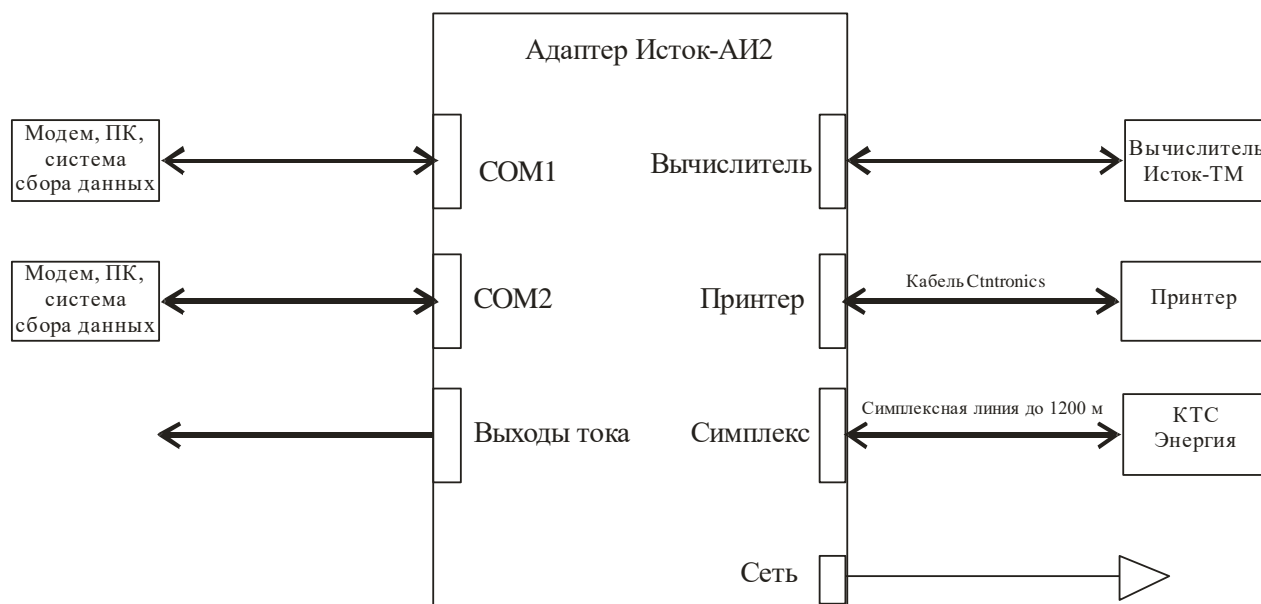 Адаптер Исток-АИ2
Модем, ПК,
система
сбора данных
COM1
Вычислитель
Вычислитель
Исток-ТМ
Модем, ПК,
система
сбора данных
COM2
Принтер
Кабель Ctntronics
Принтер
Выходы тока
Симплекс
Симплексная линия до 1200 м
КТС
Энергия
Сеть